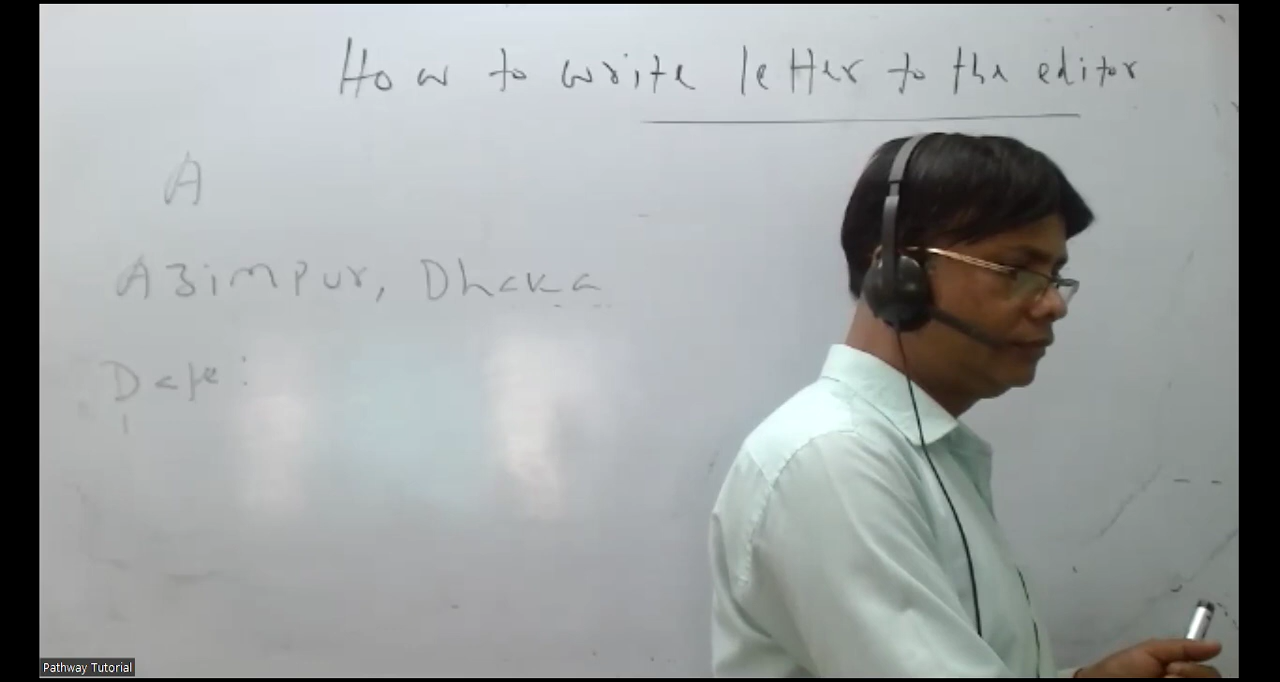 How to write letter to the editor
A
Azimpur, Dhaka
Date:
Pathway Tutorial